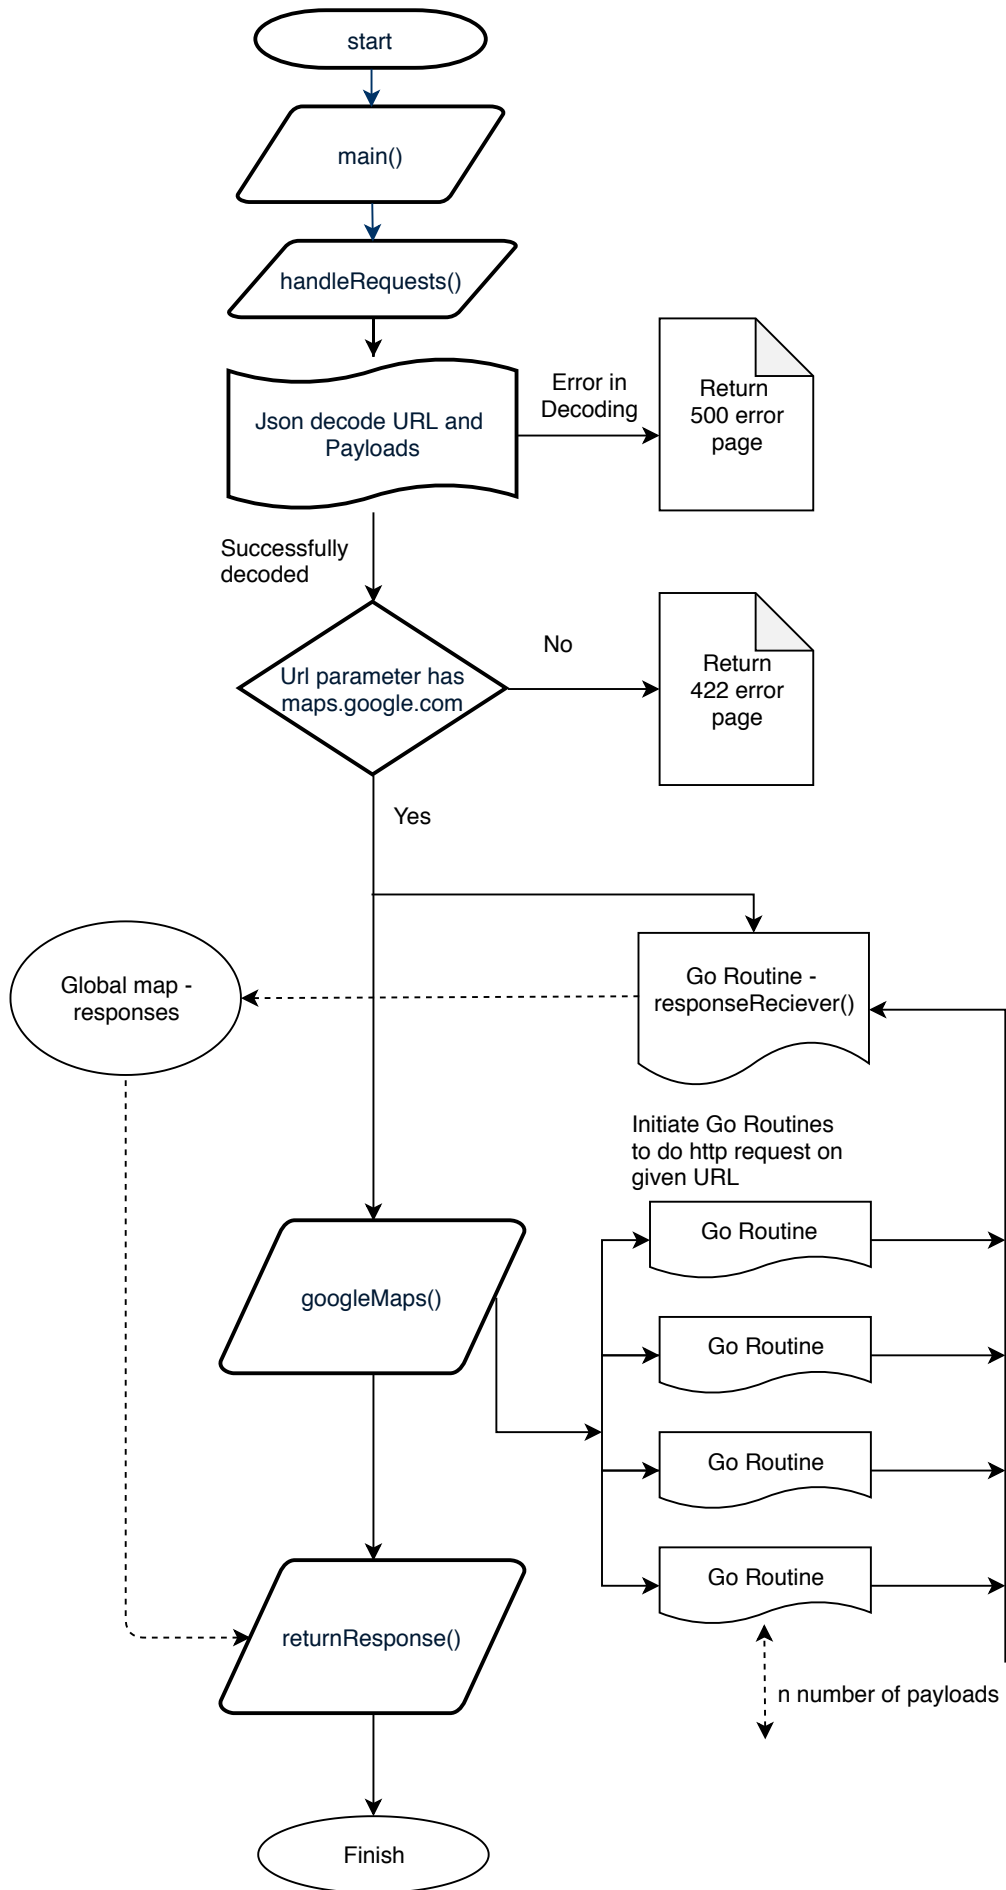 start
main()
handleRequests()
Json decode URL and
Payloads
Error in
Decoding
Return
500 error
page
Successfully
decoded
Url parameter has
maps.google.com
No
Return
422 error
page
Yes
Global map -
responses
Go Routine -
responseReciever()
Initiate Go Routines
to do http request on
given URL
Go Routine
googleMaps()
Go Routine
Go Routine
Go Routine
returnResponse()
n number of payloads
Finish